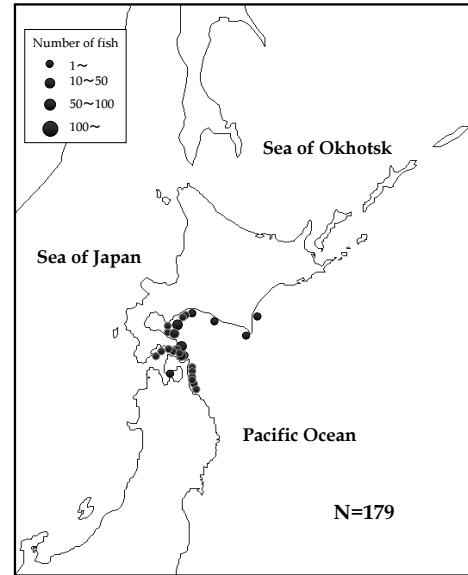 Number of fish
1~
10~50
50~100
100~
Sea of Okhotsk
Sea of Japan
Pacific Ocean
N=179